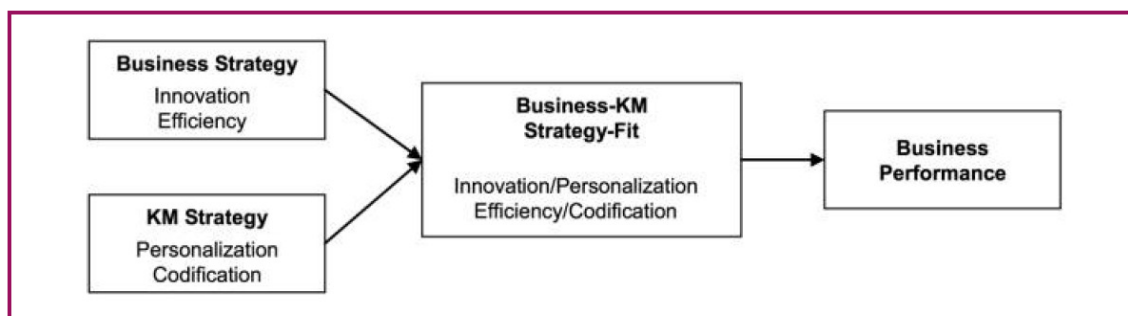 Business Strategy
Innovation
Efficiency
KM Strategy
Personalization
Codification
Business-KM
Strategy-Fit
Innovation/Personalization
Efficiency/Codification
Business
Performance